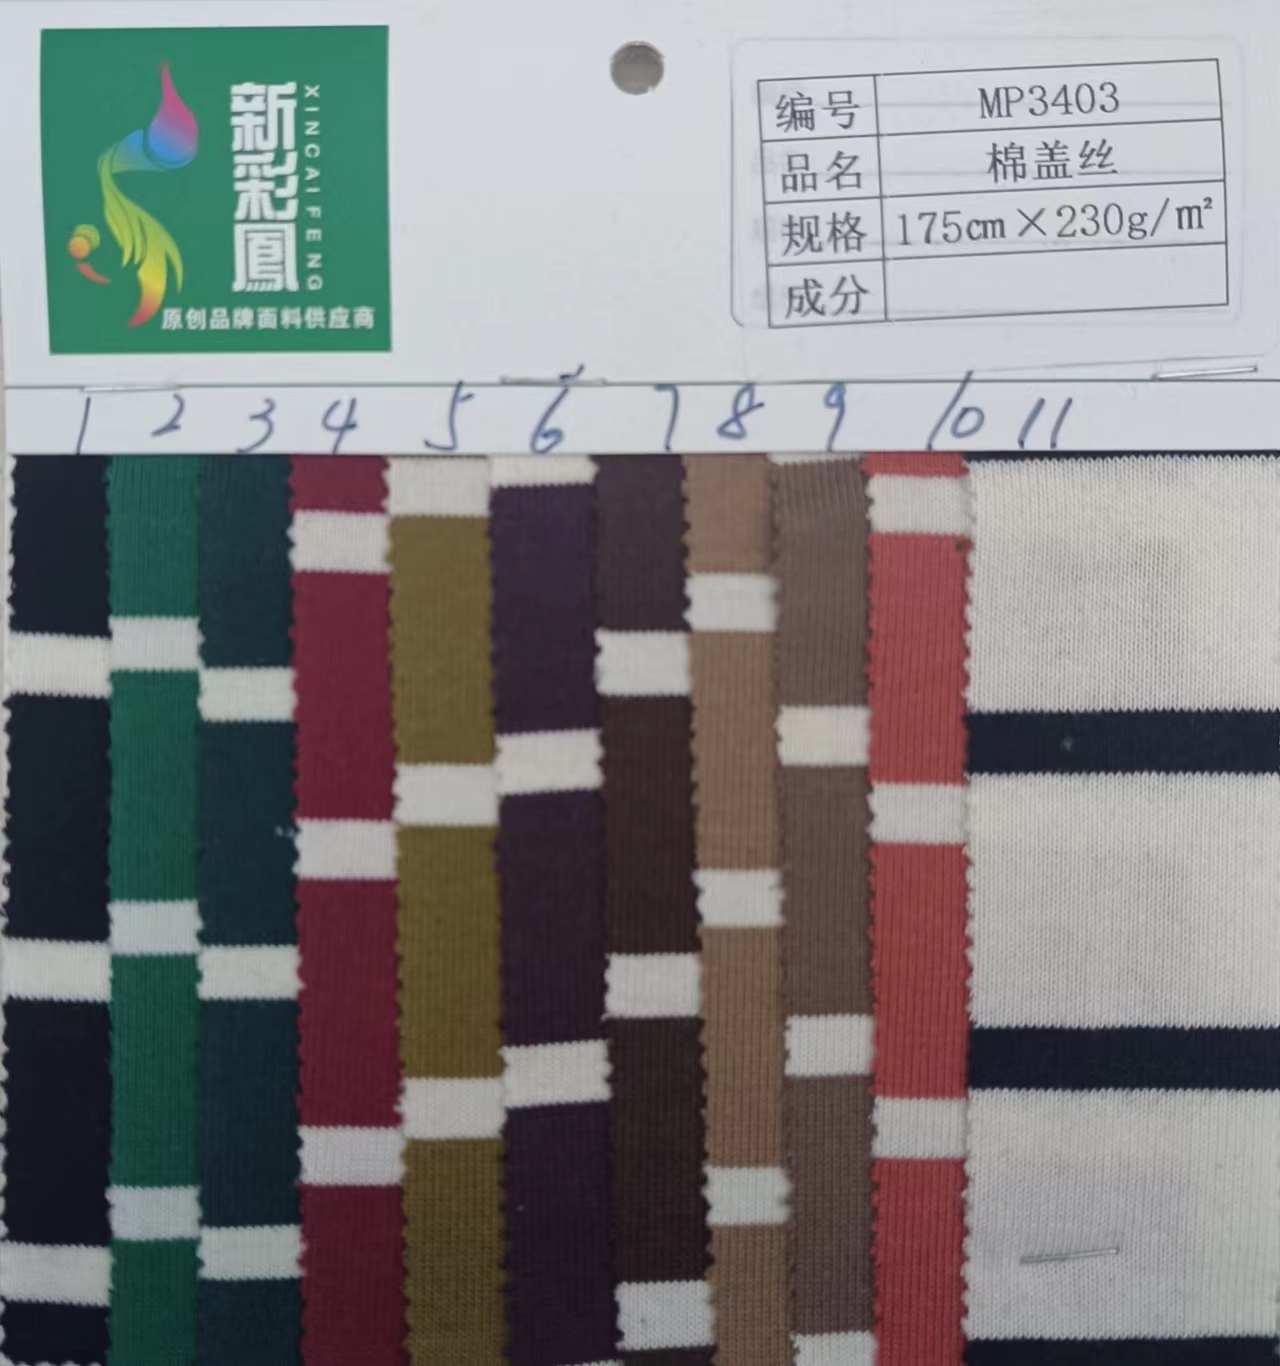 新彩鳳
XINCAIFENG
原创品牌面料供应商
编号 MP3403
品名 棉盖丝
规格 175cm×230g/m²
成分
1 2 3 4 5 6 7 8 9 10 11